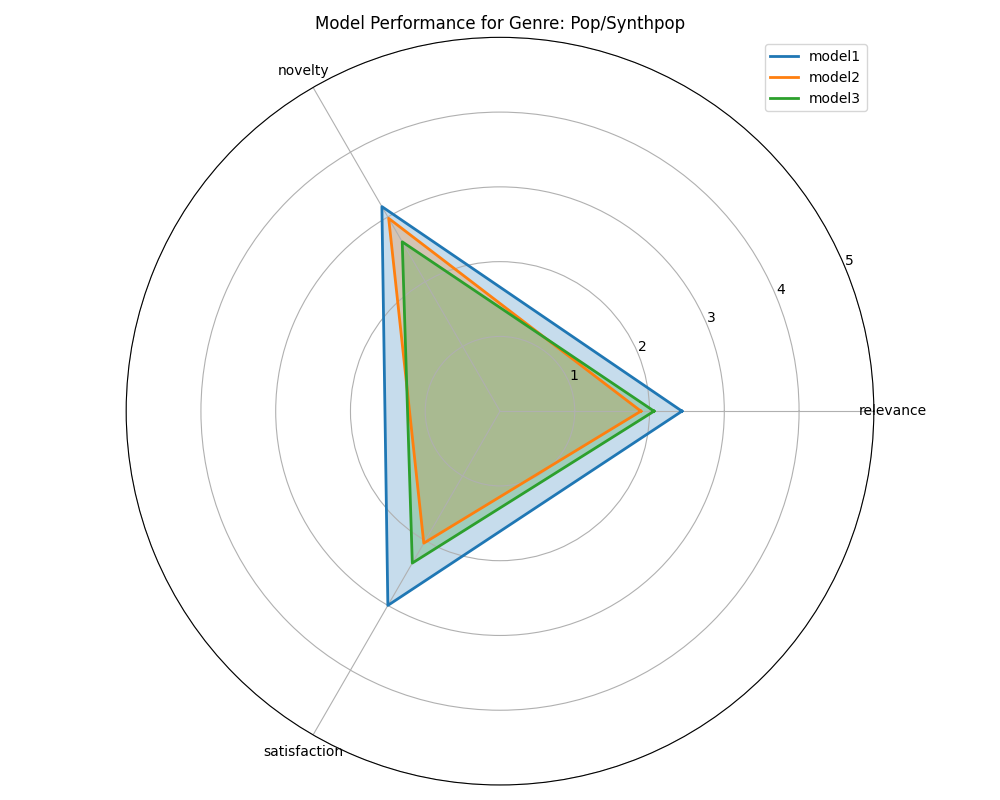 Model Performance for Genre: Pop/Synthpop
model1
model2
model3
novelty
5
4
3
2
1
relevance
satisfaction